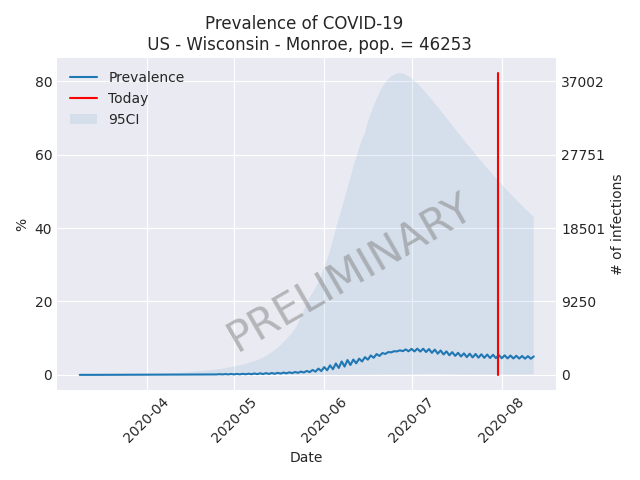 Prevalence of COVID-19
US - Wisconsin - Monroe, pop. = 46253
Prevalence
Today
95CI
80
60
40
20
0
%
37002
27751
18501
9250
0
# of infections
PRELIMINARY
2020-04
2020-05
2020-06
2020-07
2020-08
Date